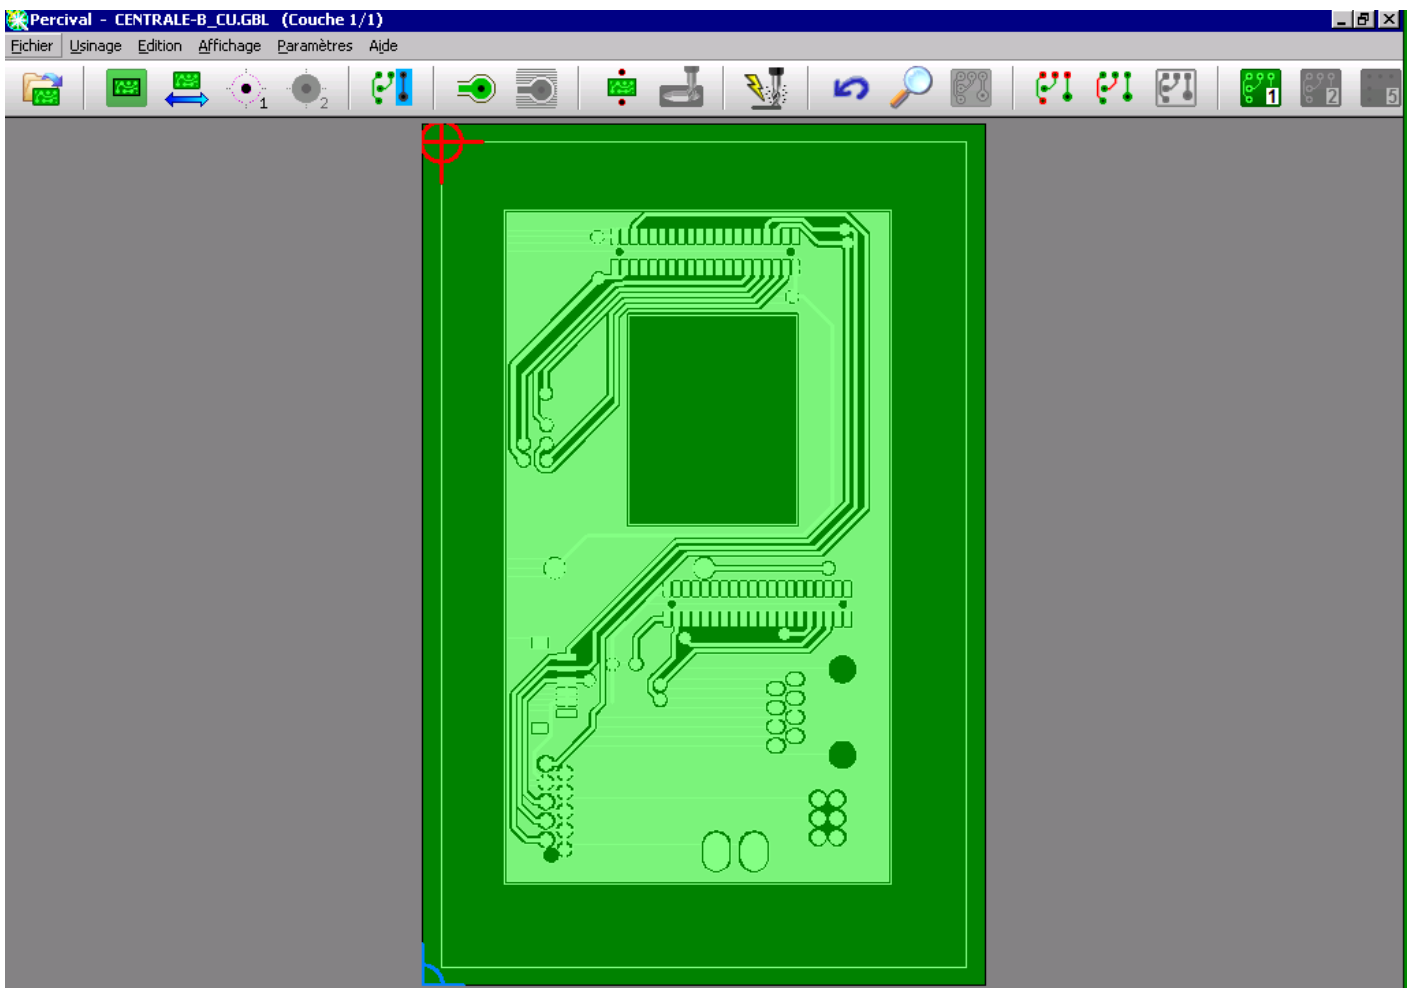 Percival - CENTRALE-B_CU.GBL (Couche 1/1)
Fichier Usinage Edition Affichage Paramètres Aide
1 2 1 2 5